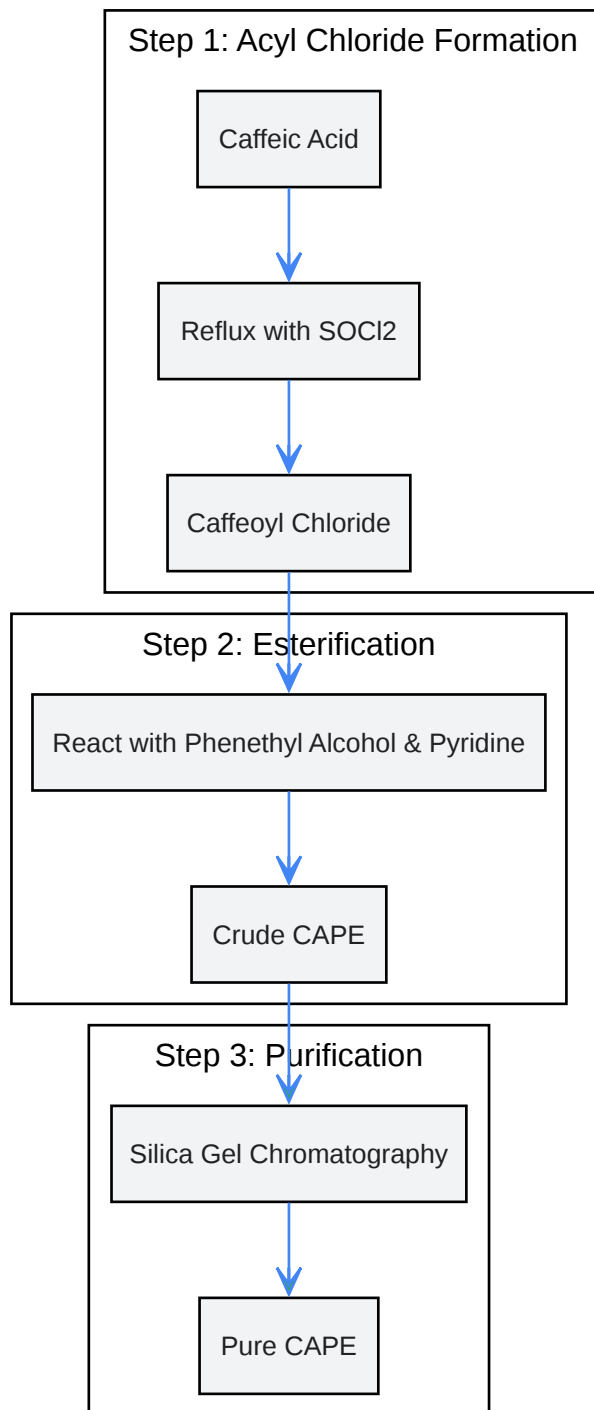 Step 1: Acyl Chloride Formation
Caffeic Acid
Reflux with SOCl2
Caffeoyl Chloride
Step 2: Esterification
React with Phenethyl Alcohol & Pyridine
Crude CAPE
Step 3: Purification
Silica Gel Chromatography
Pure CAPE